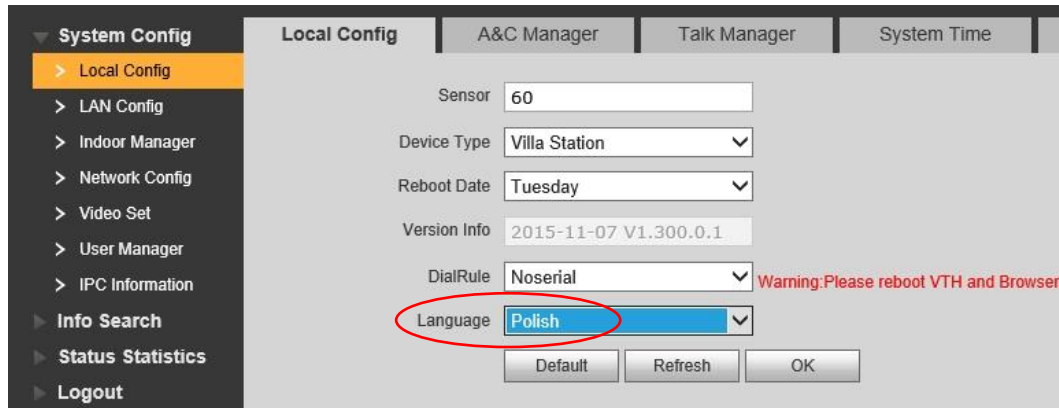 System Config
Local Config
LAN Config
Indoor Manager
Network Config
Video Set
User Manager
IPC Information
Info Search
Status Statistics
Logout
Local Config A&C Manager Talk Manager System Time
Sensor 60
Device Type Villa Station
Reboot Date Tuesday
Version Info 2015-11-07 V1.300.0.1
DialRule Noserial Warning:Please reboot VTH and Browser
Language Polish
Default Refresh OK